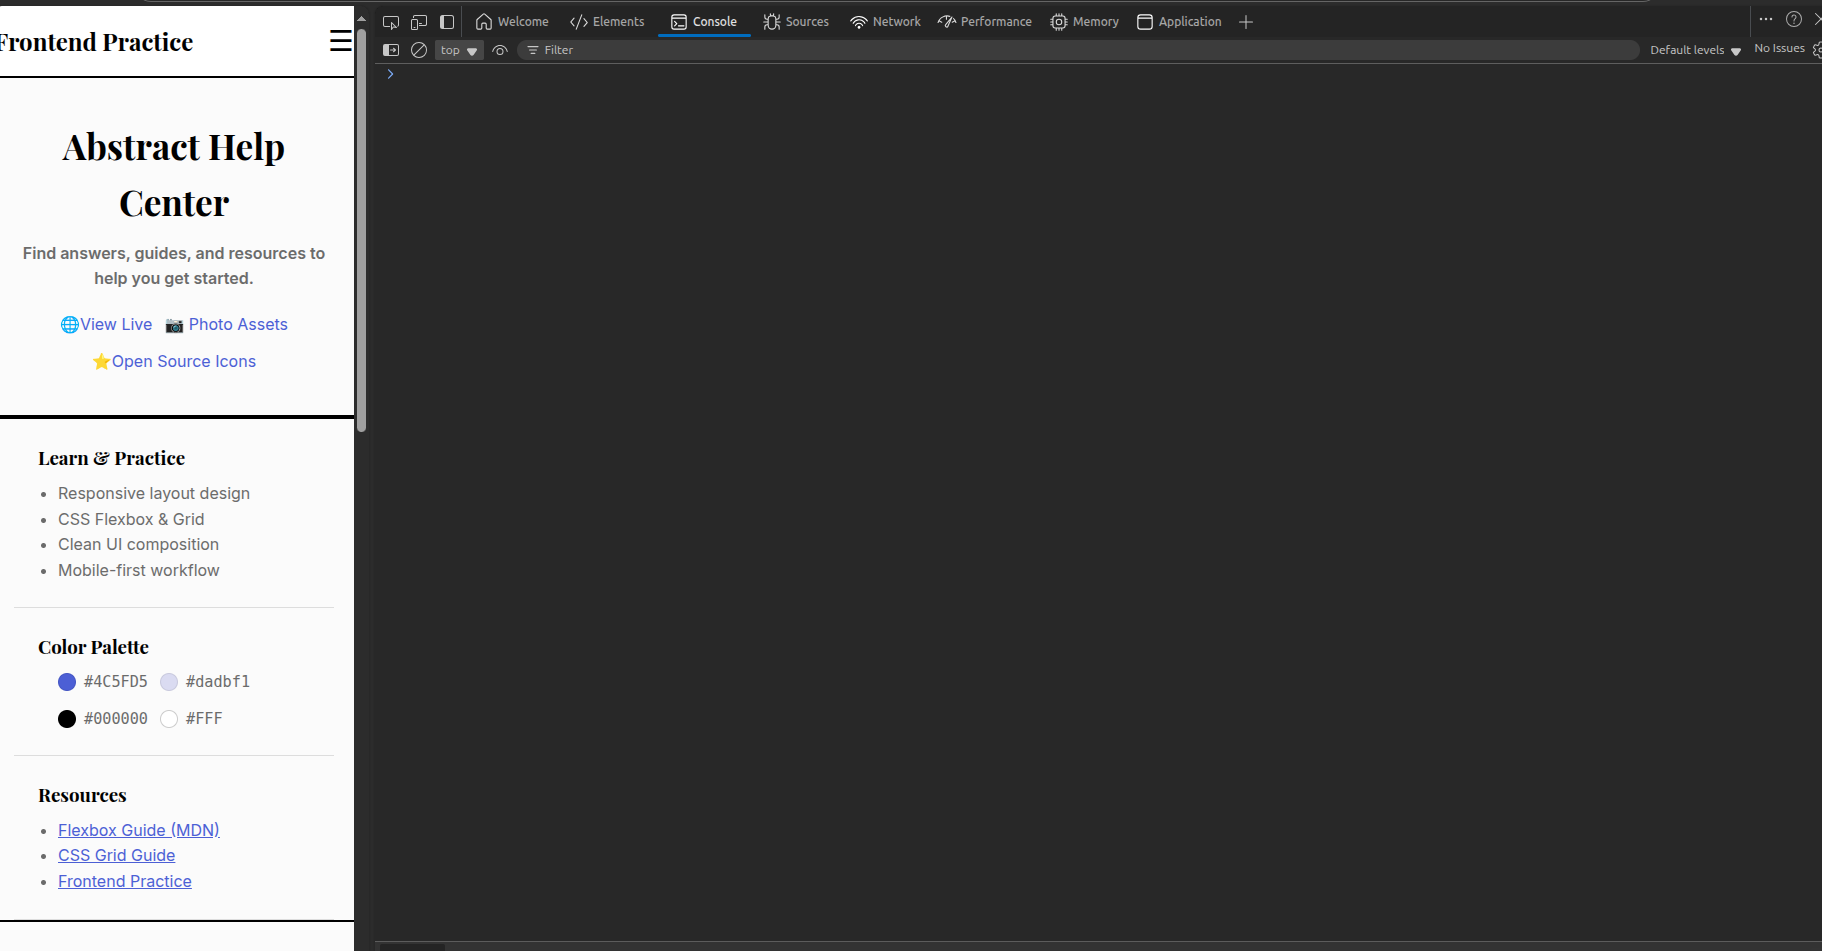 Frontend Practice
Abstract Help
Center
Find answers, guides, and resources to
help you get started.
🌐View Live 📷 Photo Assets
⭐Open Source Icons
Learn & Practice
• Responsive layout design
• CSS Flexbox & Grid
• Clean UI composition
• Mobile-first workflow
Color Palette
#4C5FD5 #dadbf1
#000000 #FFF
Resources
• Flexbox Guide (MDN)
• CSS Grid Guide
• Frontend Practice
Welcome Elements Console Sources Network Performance Memory Application
top Filter Default levels No Issues